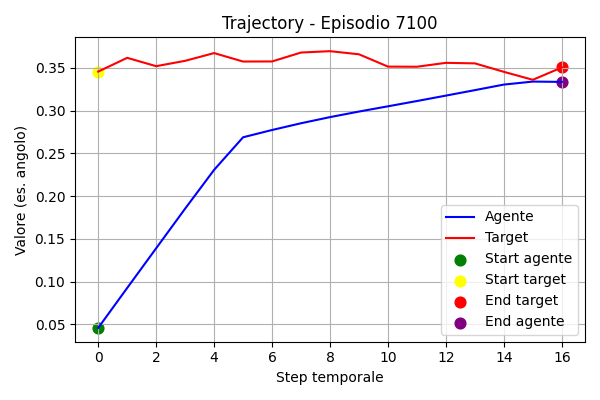 Trajectory - Episodio 7100
Valore (es. angolo)
0.35
0.30
0.25
0.20
0.15
0.10
0.05
0 2 4 6 8 10 12 14 16
Step temporale
Agente
Target
Start agente
Start target
End target
End agente